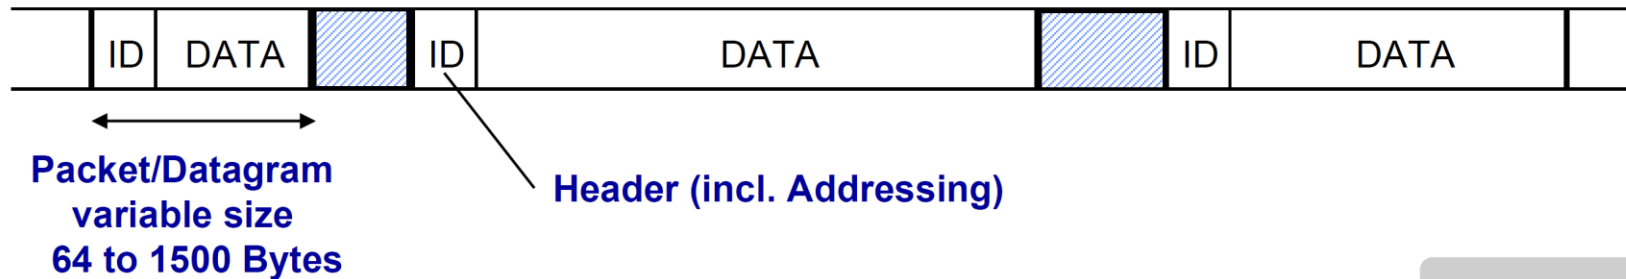 ID DATA ID DATA ID DATA
Packet/Datagram
variable size
64 to 1500 Bytes
Header (incl. Addressing)